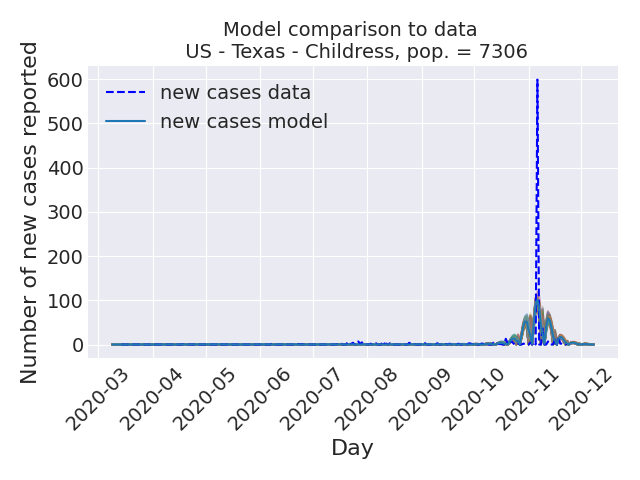 Model comparison to data
US - Texas - Childress, pop. = 7306
Number of new cases reported
600
500
400
300
200
100
0
new cases data
new cases model
2020-03
2020-04
2020-05
2020-06
2020-07
2020-08
2020-09
2020-10
2020-11
2020-12
Day